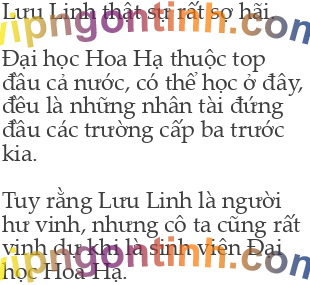 Lưu Linh thật sự rất sợ hãi.
vipngontinh.com
Đại học Hoa Hạ thuộc top
đầu cả nước, có thể học ở đây,
đều là những nhân tài đứng
đầu các trường cấp ba trước
kia.
Tuy rằng Lưu Linh là người
hư vinh, nhưng cô ta cũng rất
vinh dự khi là sinh viên Đại
vipngontinh.com
học Hoa Hạ.